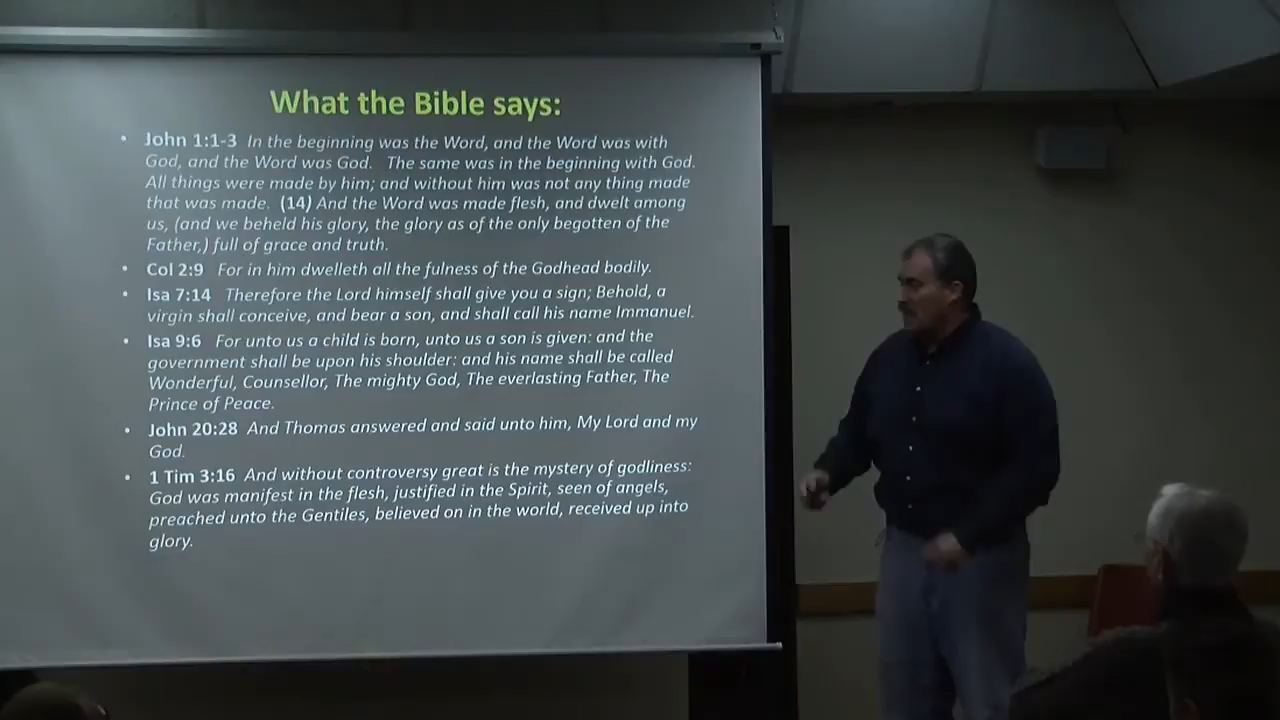 What the Bible says:
• John 1:1-3 In the beginning was the Word, and the Word was with
God, and the Word was God. The same was in the beginning with God.
All things were made by him; and without him was not any thing made
that was made. (14) And the Word was made flesh, and dwelt among
us, (and we beheld his glory, the glory as of the only begotten of the
Father,) full of grace and truth.
• Col 2:9 For in him dwelleth all the fulness of the Godhead bodily.
• Isa 7:14 Therefore the Lord himself shall give you a sign; Behold, a
virgin shall conceive, and bear a son, and shall call his name Immanuel.
• Isa 9:6 For unto us a child is born, unto us a son is given: and the
government shall be upon his shoulder: and his name shall be called
Wonderful, Counsellor, The mighty God, The everlasting Father, The
Prince of Peace.
• John 20:28 And Thomas answered and said unto him, My Lord and my
God.
• 1 Tim 3:16 And without controversy great is the mystery of godliness:
God was manifest in the flesh, justified in the Spirit, seen of angels,
preached unto the Gentiles, believed on in the world, received up into
glory.